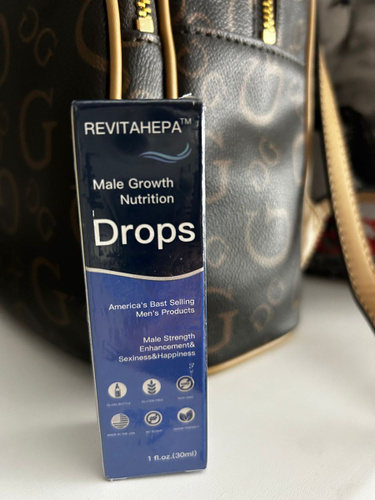 REVITAHEPA™
Male Growth
Nutrition
Drops
America's Bast Selling
Men's Products
Male Strength
Enhancement&
Sexiness&Happiness
1 fl.oz.(30ml)